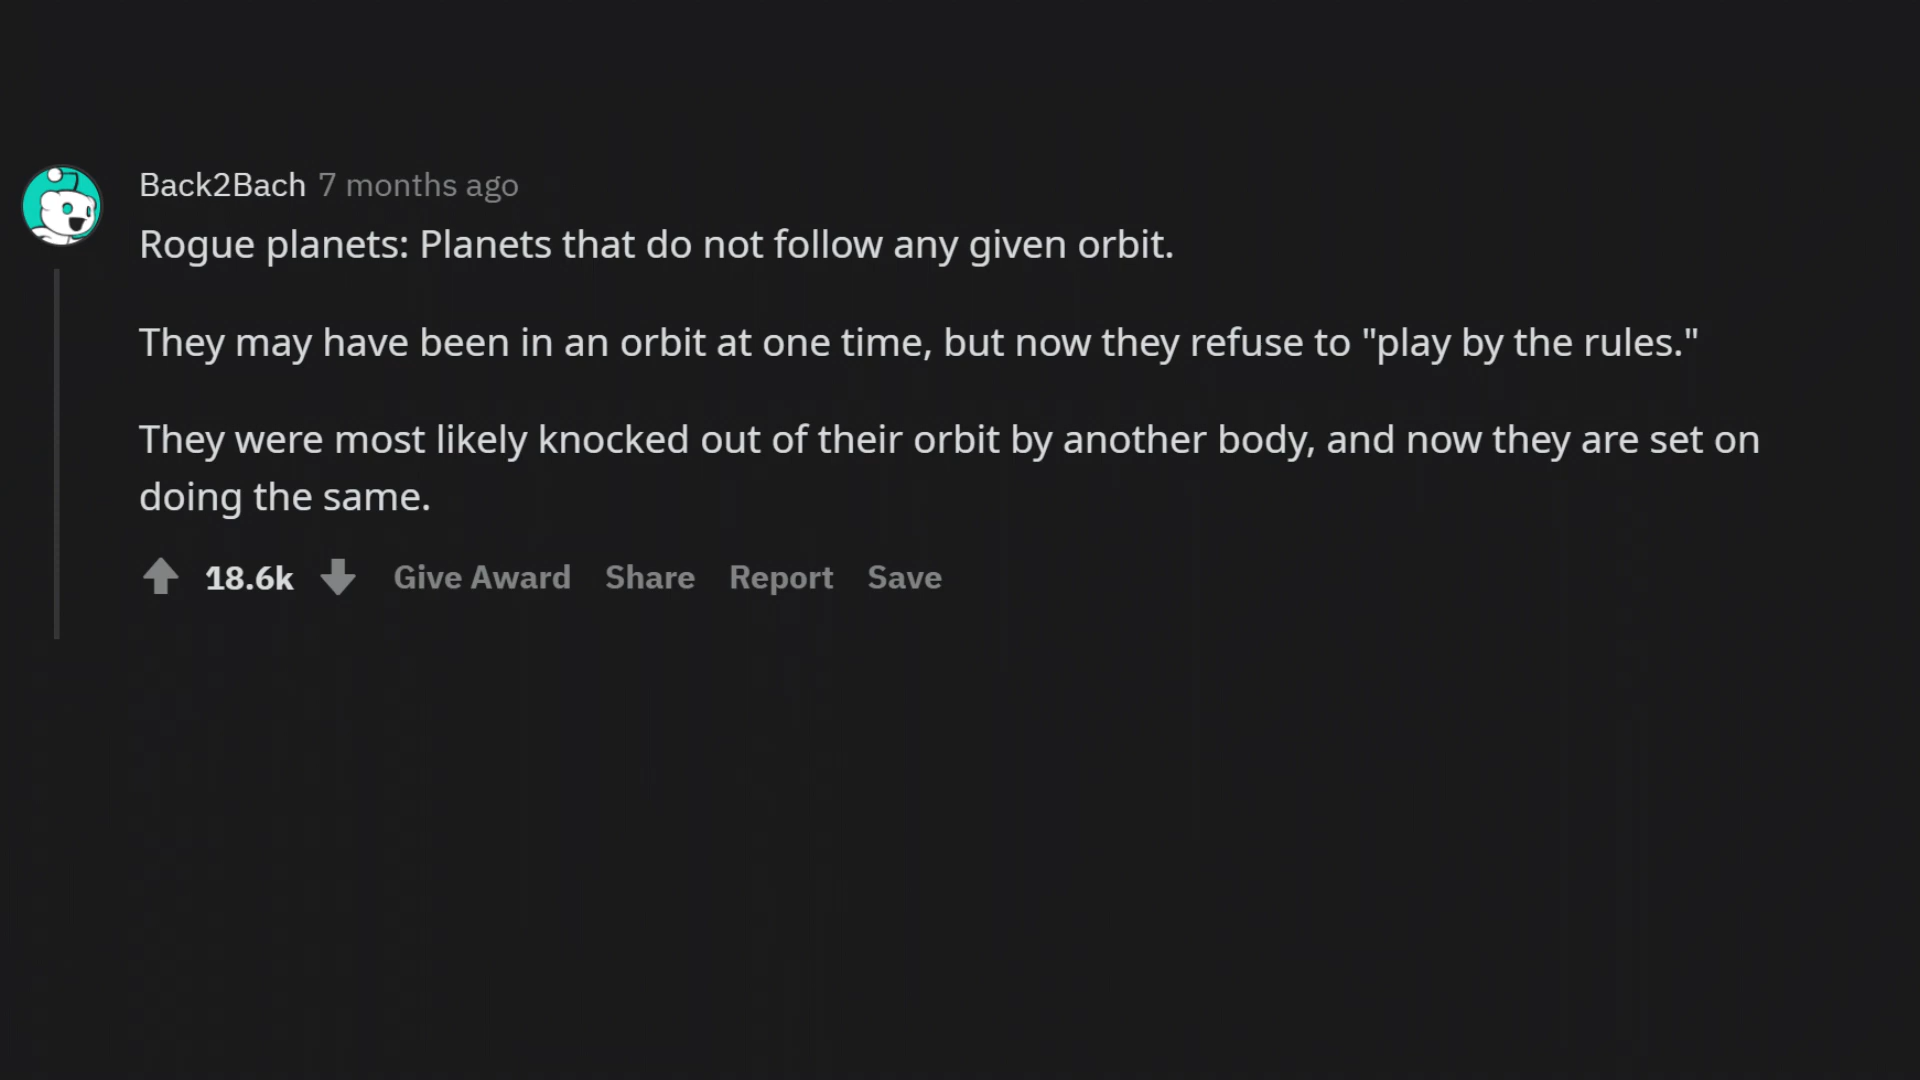 Back2Bach 7 months ago
Rogue planets: Planets that do not follow any given orbit.
They may have been in an orbit at one time, but now they refuse to "play by the rules."
They were most likely knocked out of their orbit by another body, and now they are set on
doing the same.
18.6k Give Award Share Report Save